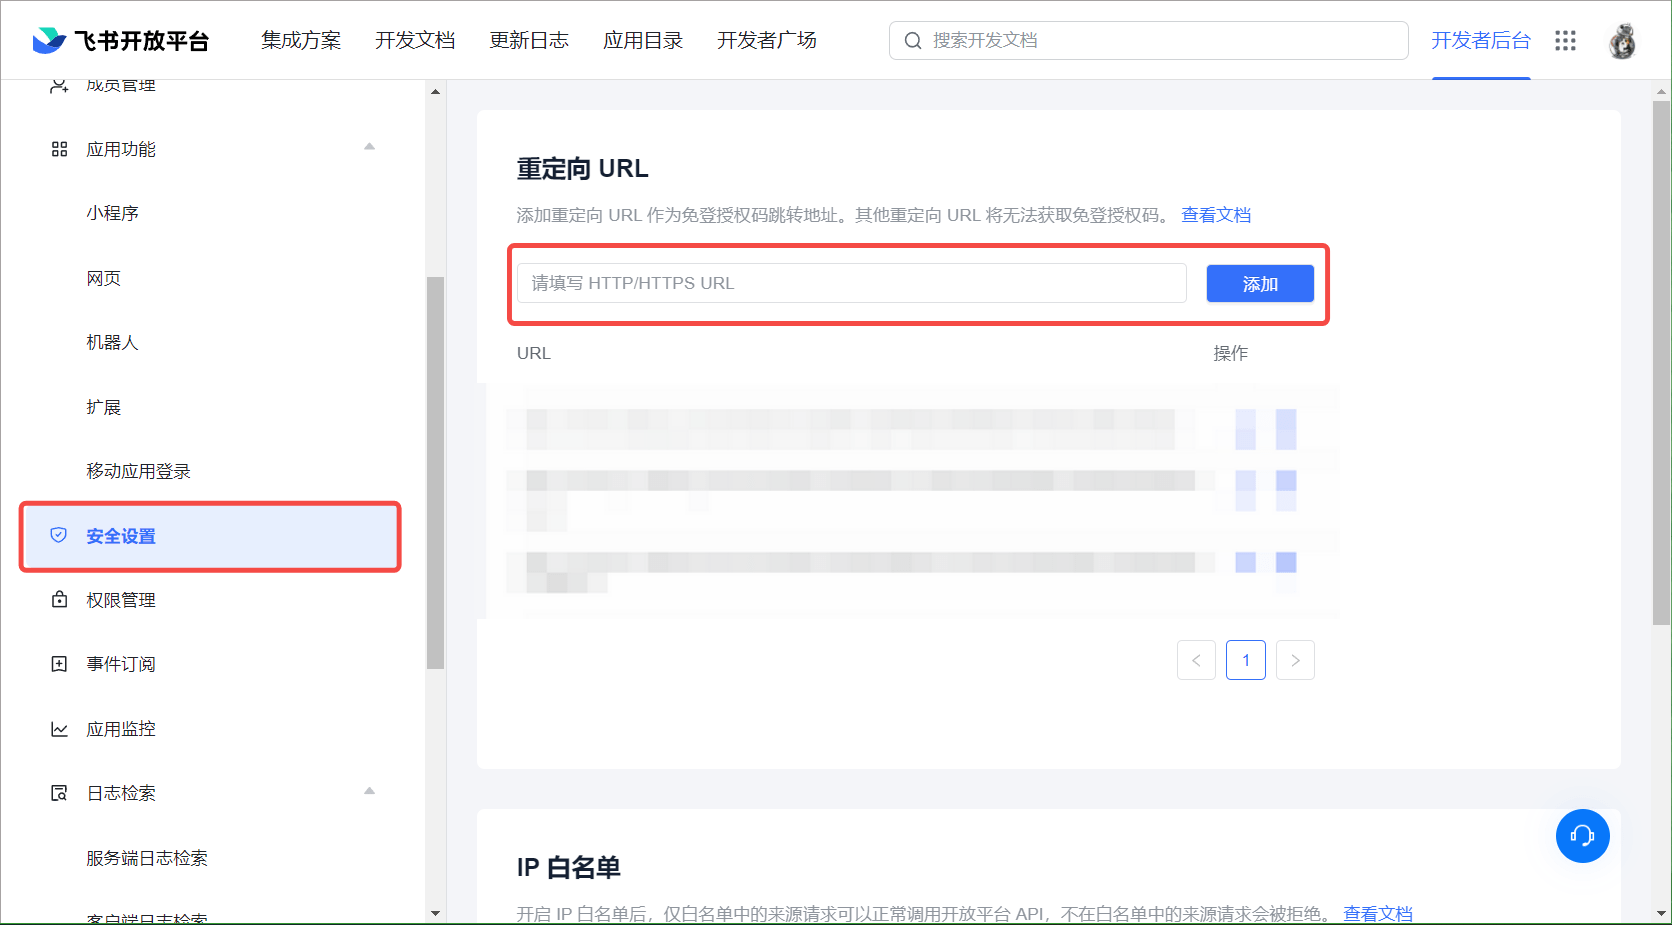 飞书开放平台
集成方案
开发文档
更新日志
应用目录
开发者广场
搜索开发文档
开发者后台
成员管理
应用功能
小程序
网页
机器人
扩展
移动应用登录
安全设置
权限管理
事件订阅
应用监控
日志检索
服务端日志检索
客户端日志检索
重定向 URL
添加重定向 URL 作为免登授权码跳转地址。其他重定向 URL 将无法获取免登授权码。 查看文档
请填写 HTTP/HTTPS URL
添加
URL
操作
1
IP 白名单
开启 IP 白名单后，仅白名单中的来源请求可以正常调用开放平台 API，不在白名单中的来源请求会被拒绝。 查看文档